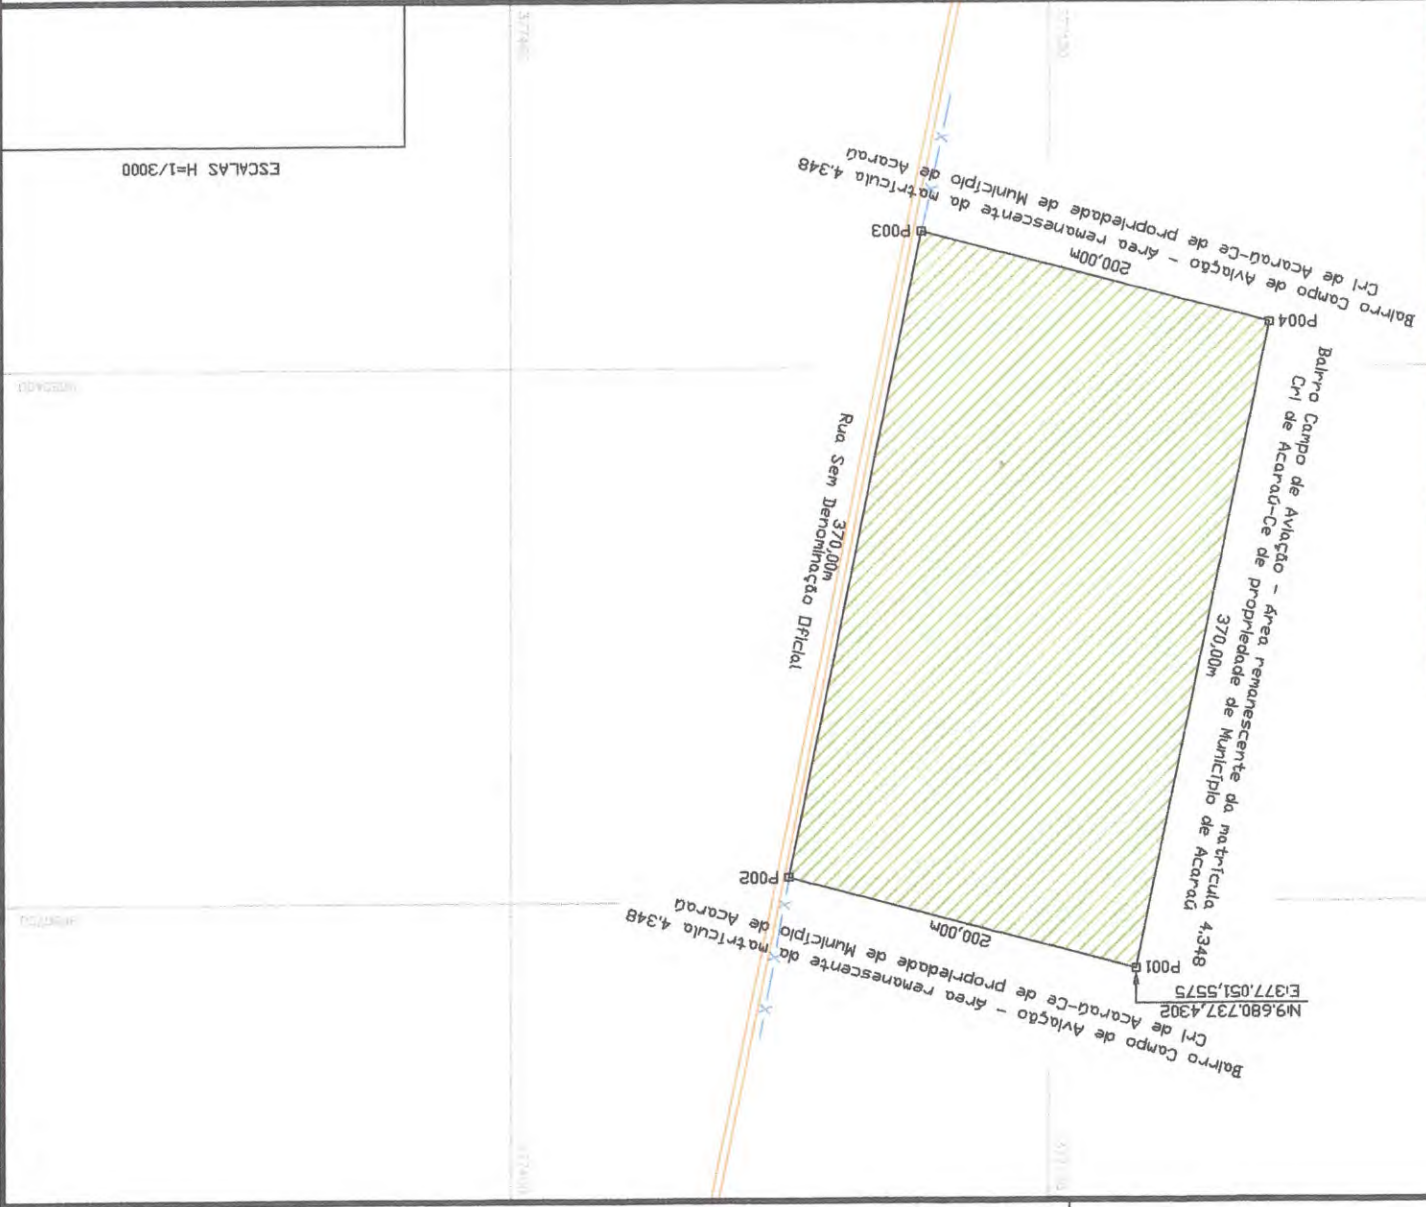 Bairro Campo de Aviação - Área remanescente da matrícula 4.348
CrI de Acaraú-Ce de propriedade de Município de Acaraú
N:9.680.737,4302
E:377.051,5575
P001
200,00m
P002
Bairro Campo de Aviação - Área remanescente da matrícula 4.348
CrI de Acaraú-Ce de propriedade de Município de Acaraú
370,00m
370,00m
Rua Sem Denominação Oficial
P004
200,00m
P003
Bairro Campo de Aviação - Área remanescente da matrícula 4.348
CrI de Acaraú-Ce de propriedade de Município de Acaraú
ESCALAS H=1/3000
X
X
X
X
X
377400